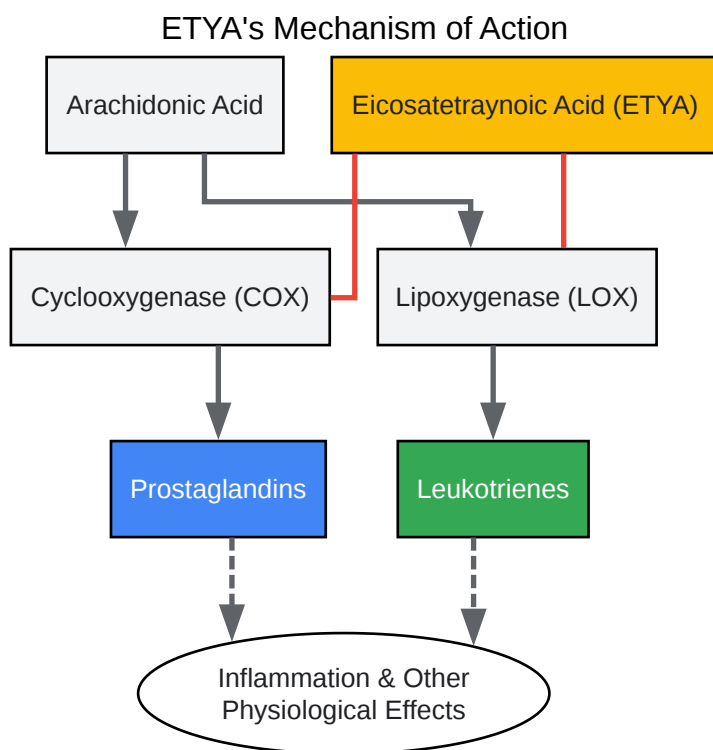 ETYA's Mechanism of Action
Arachidonic Acid
Eicosatetraynoic Acid (ETYA)
Cyclooxygenase (COX)
Lipoxygenase (LOX)
Prostaglandins
Leukotrienes
Inflammation & Other
Physiological Effects